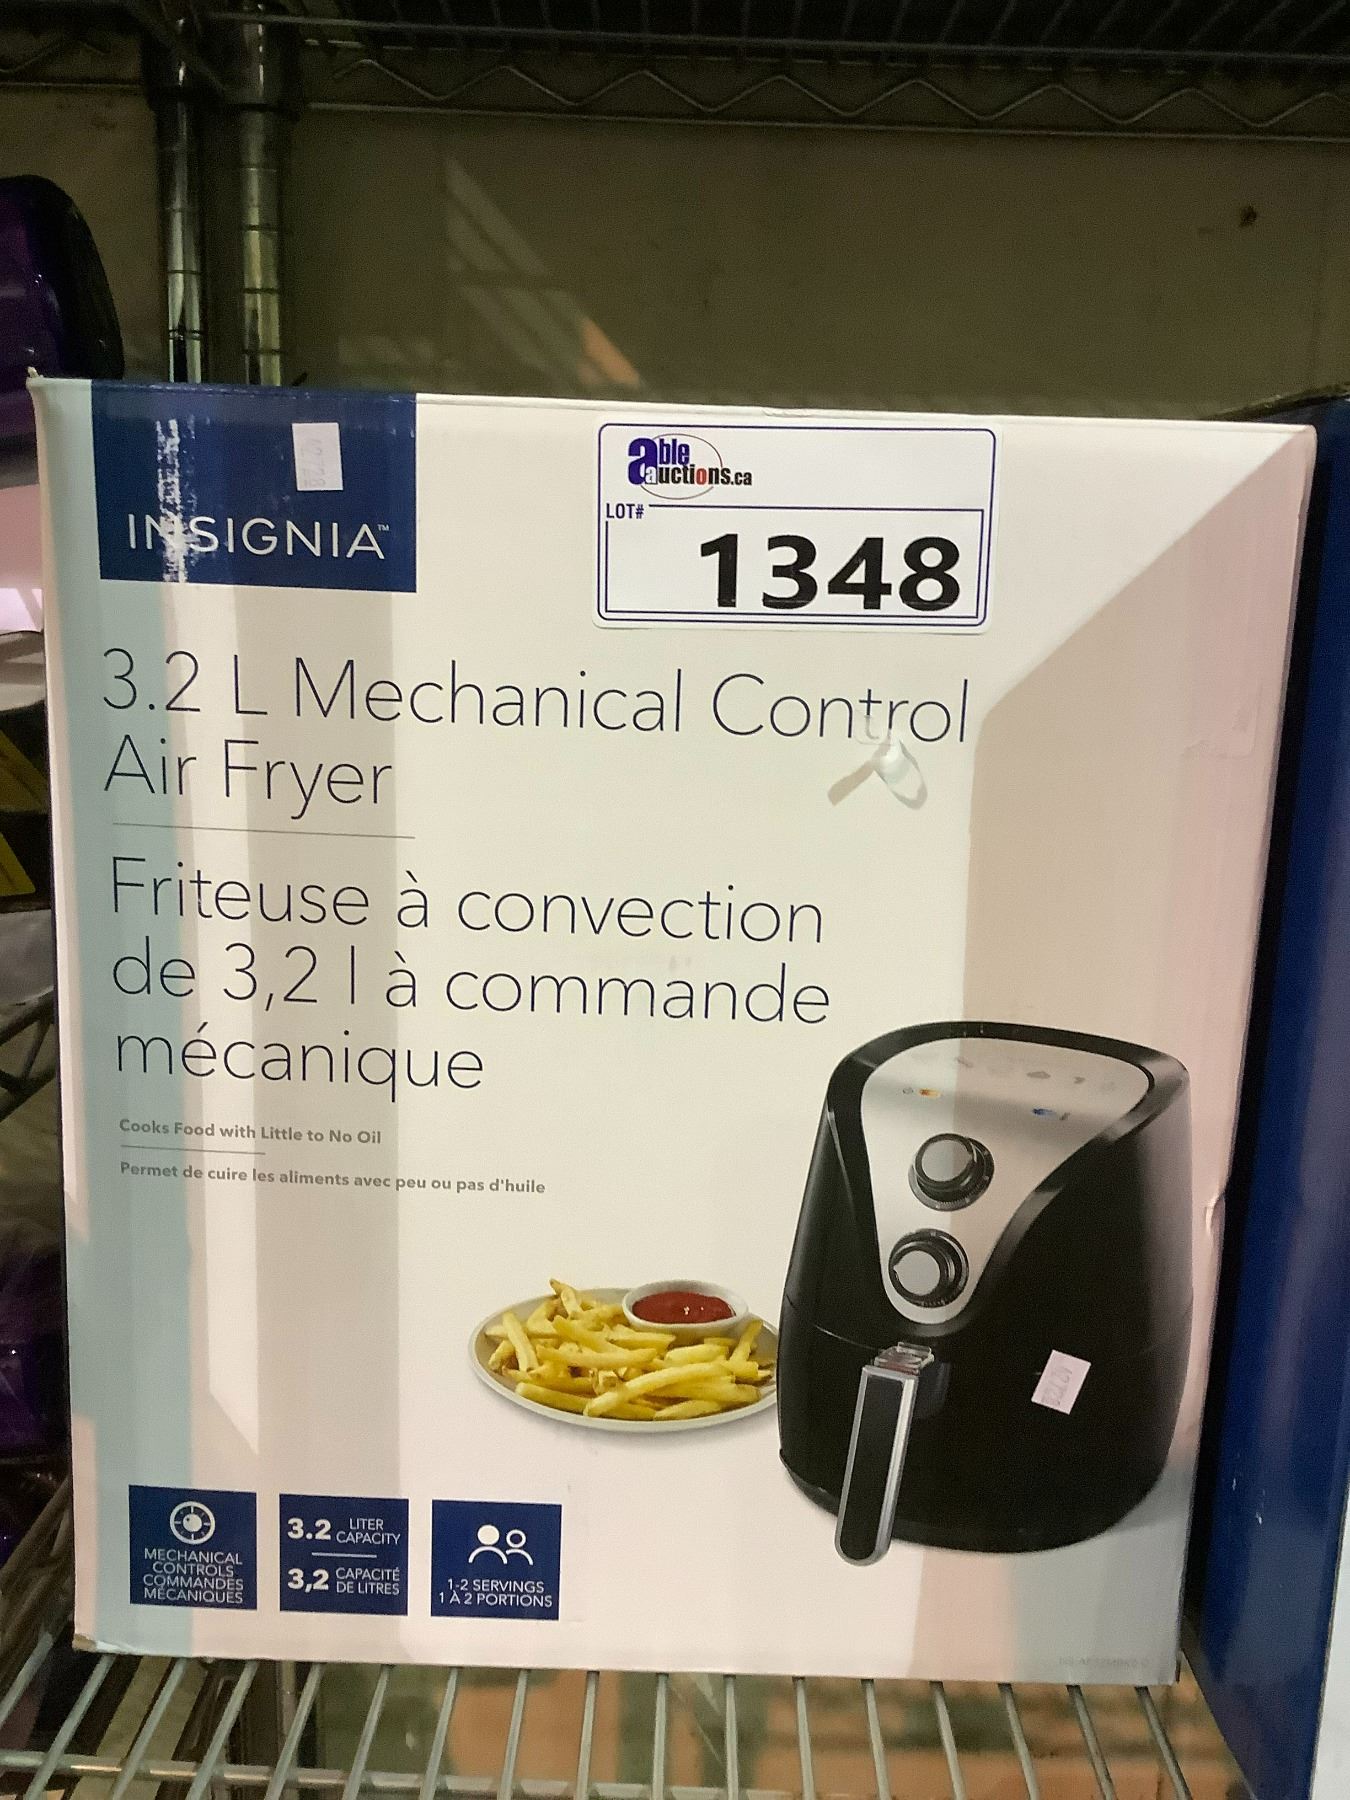 INSIGNIA™
able auctions.ca
LOT#
1348
3.2 L Mechanical Control
Air Fryer
Friteuse à convection
de 3,2 l à commande
mécanique
Cooks Food with Little to No Oil
Permet de cuire les aliments avec peu ou pas d'huile
MECHANICAL
CONTROLS
COMMANDES
MÉCANIQUES
3.2 LITER
CAPACITY
3,2 CAPACITÉ
DE LITRES
1-2 SERVINGS
1 À 2 PORTIONS